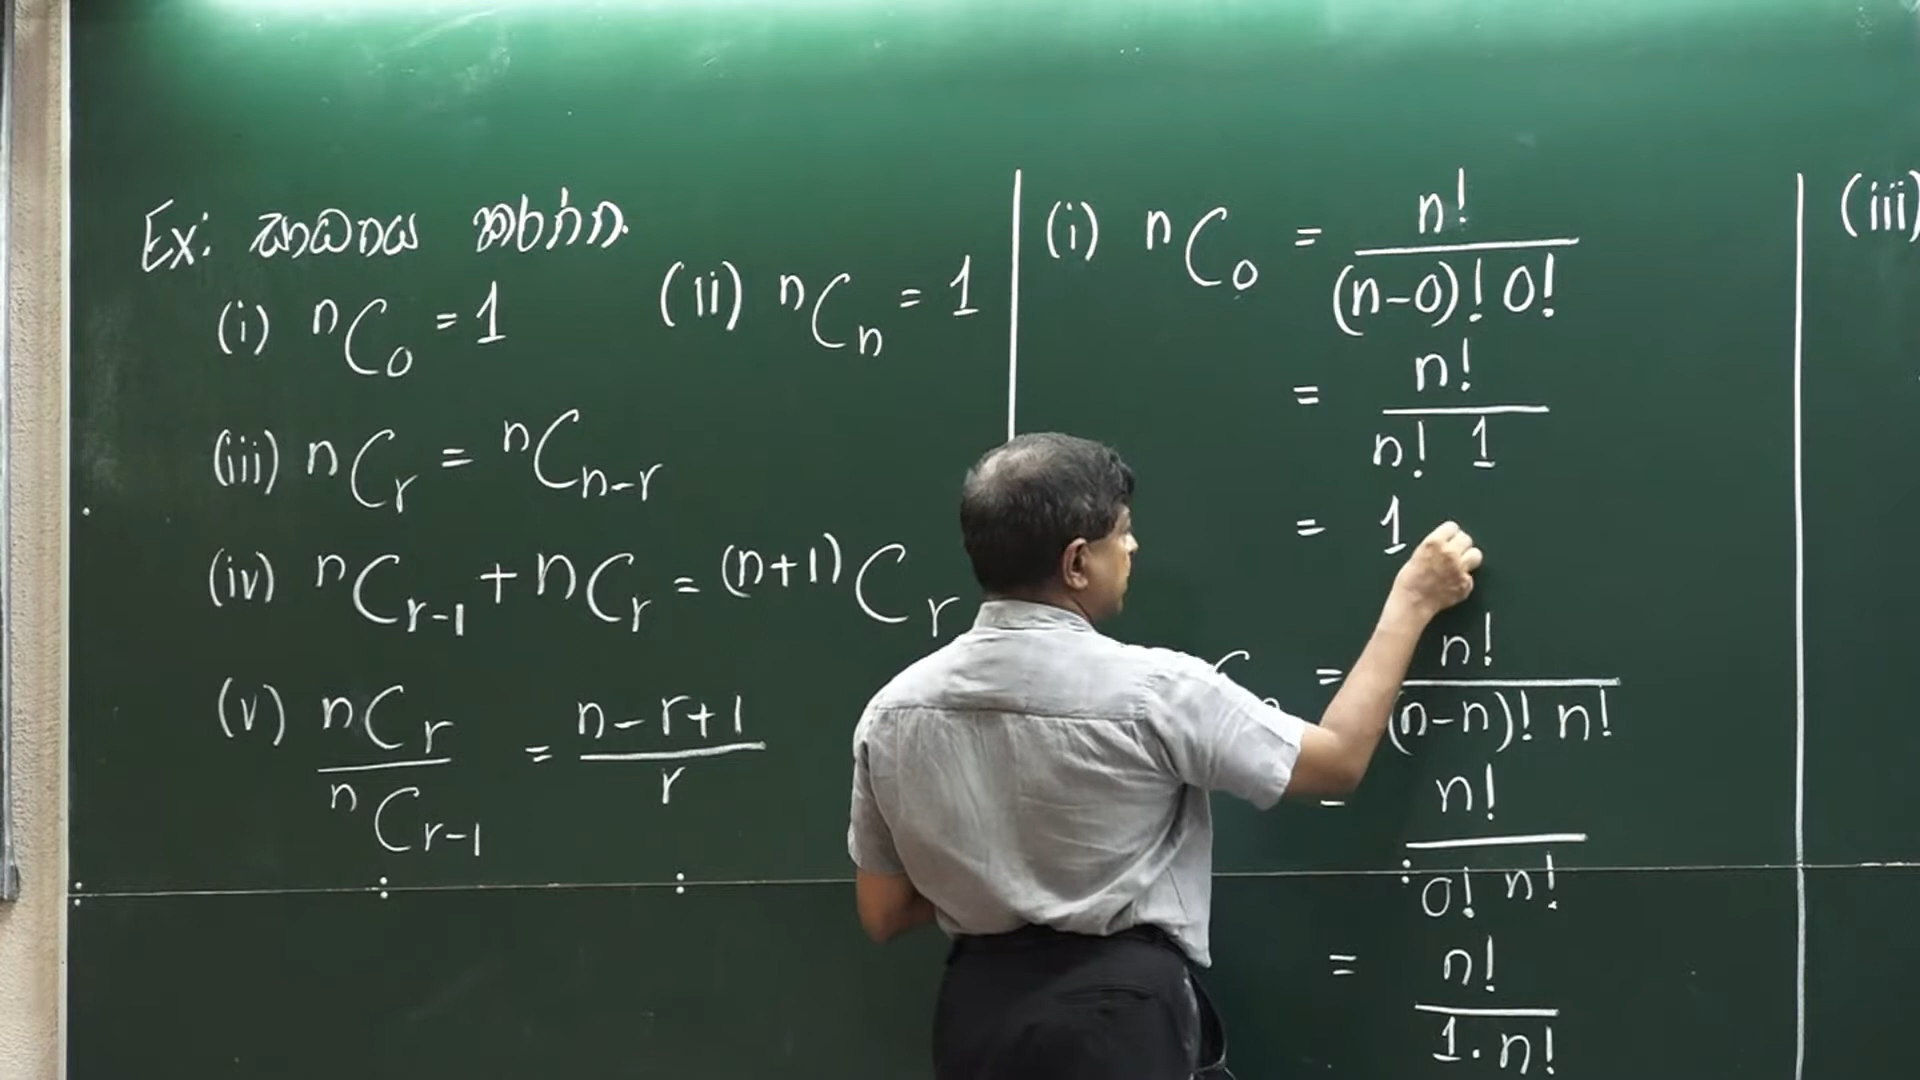 Ex: සාධනය කරන්න.
(i) ⁿC₀ = 1 (ii) ⁿCₙ = 1
(iii) ⁿCᵣ = ⁿCₙ₋ᵣ
(iv) ⁿCᵣ₋₁ + ⁿCᵣ = ⁽ⁿ⁺¹⁾Cᵣ
(v) ⁿCᵣ / ⁿCᵣ₋₁ = (n-r+1) / r
(i) ⁿC₀ = n! / (n-0)! 0!
= n! / n! 1
= 1
= n! / (n-n)! n!
= n! / 0! n!
= n! / 1. n!
(iii)